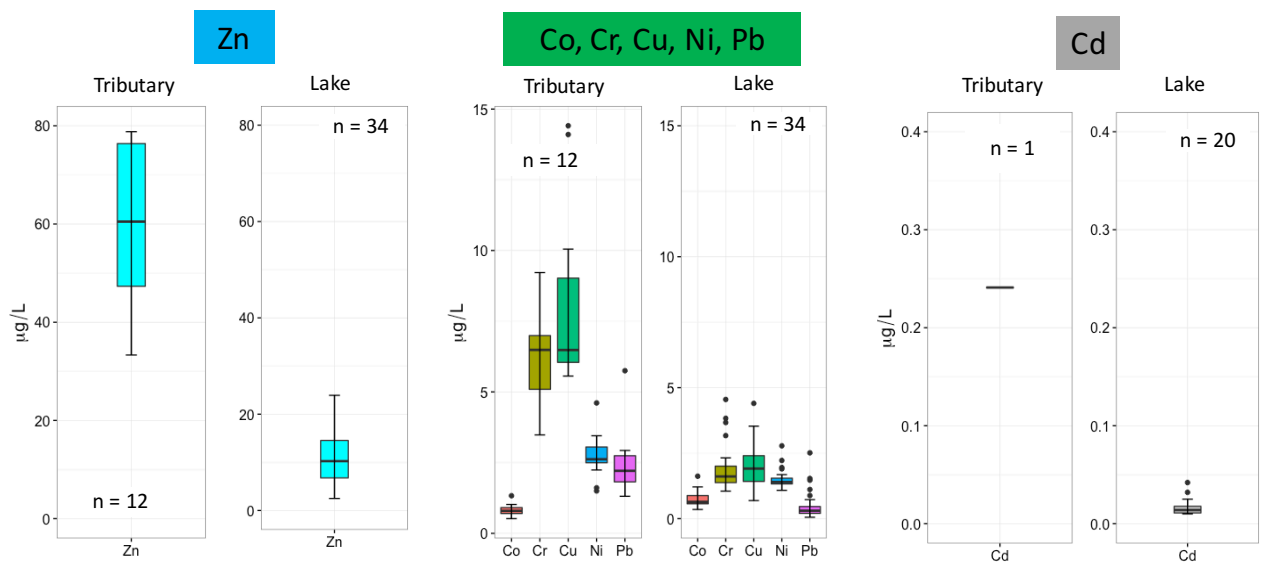 Zn
Co, Cr, Cu, Ni, Pb
Cd
Tributary
Lake
Tributary
Lake
Tributary
Lake
μg/L
80
60
40
20
0
n = 12
Zn
80
60
40
20
0
n = 34
Zn
μg/L
15
10
5
0
n = 12
Co Cr Cu Ni Pb
15
10
5
0
n = 34
Co Cr Cu Ni Pb
μg/L
0.4
0.3
0.2
0.1
0.0
n = 1
Cd
0.4
0.3
0.2
0.1
0.0
n = 20
Cd